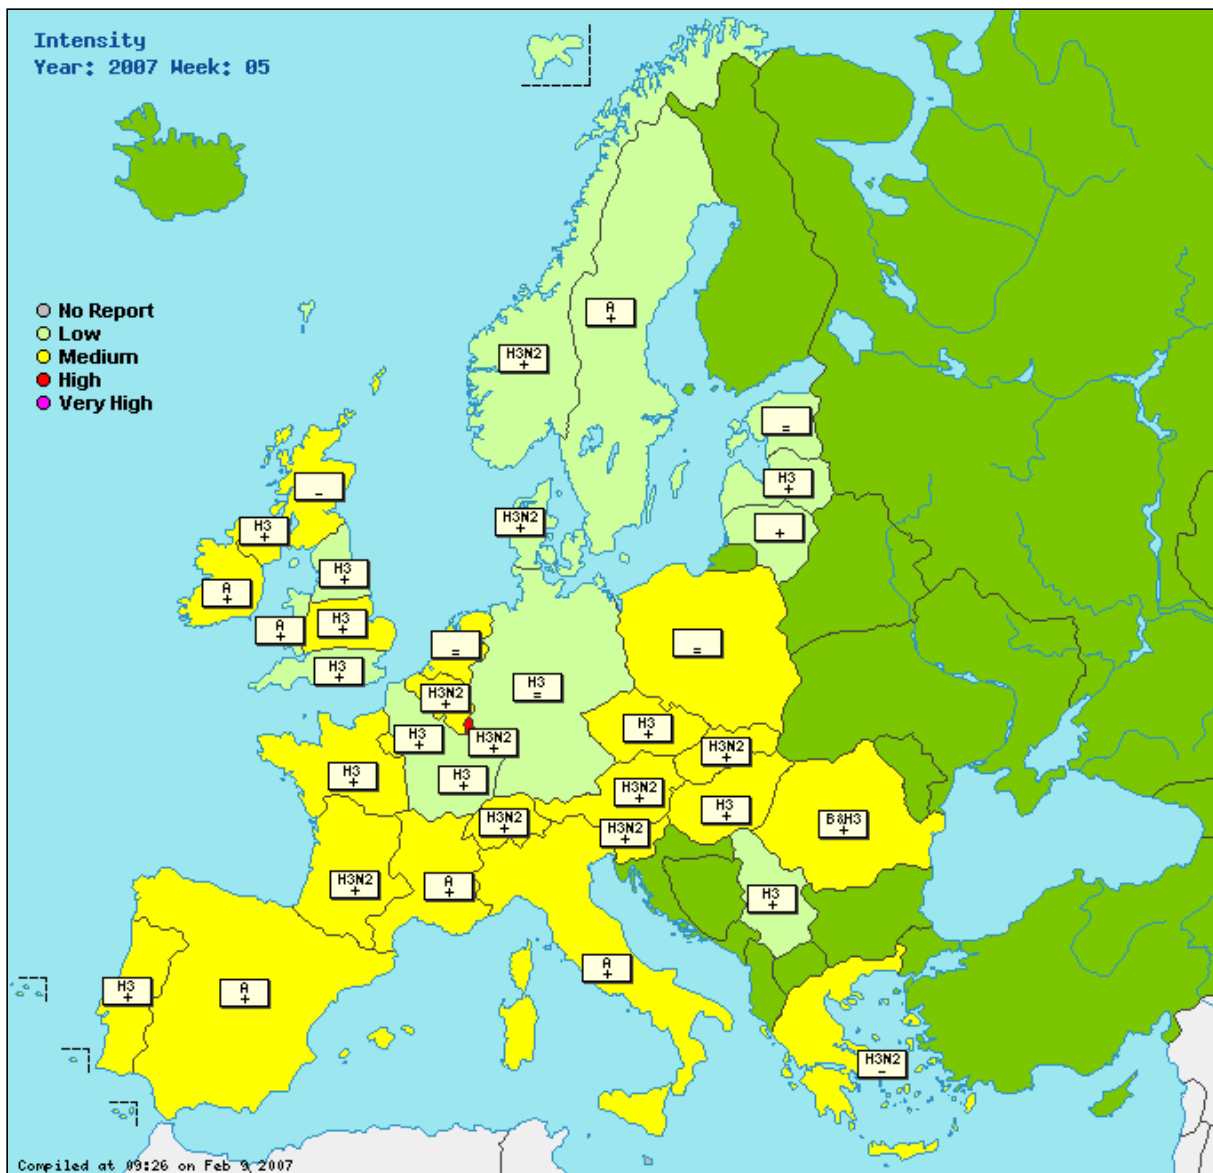 Intensity
Year: 2007 Week: 05
No Report
Low
Medium
High
Very High
A
+
H3N2
+
=
H3
+
+
-
H3
+
H3N2
+
H3
+
A
+
A
+
H3
+
H3
+
=
=
H3N2
+
H3
=
H3
+
H3N2
+
H3
+
H3N2
+
H3
+
H3
+
H3N2
+
H3
+
B&H3
+
H3N2
+
H3N2
+
H3N2
+
A
+
H3
+
A
+
H3
+
A
+
H3N2
-
Compiled at 09:26 on Feb 9 2007